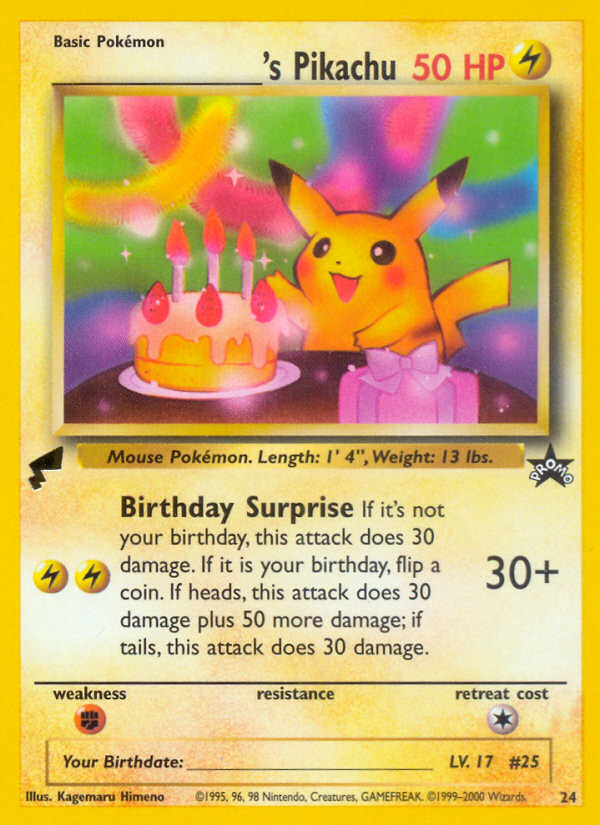 Basic Pokémon
____________'s Pikachu 50 HP
Mouse Pokémon. Length: 1' 4", Weight: 13 lbs.
PROMO
Birthday Surprise If it's not
your birthday, this attack does 30
damage. If it is your birthday, flip a
coin. If heads, this attack does 30
damage plus 50 more damage; if
tails, this attack does 30 damage.
30+
weakness resistance retreat cost
Your Birthdate: ____________ LV. 17 #25
Illus. Kagemaru Himeno ©1995, 96, 98 Nintendo, Creatures, GAMEFREAK. ©1999-2000 Wizards. 24